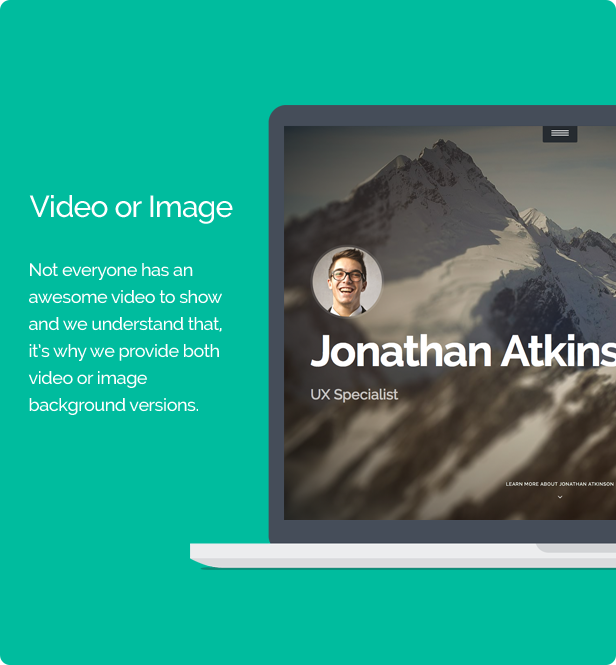 Video or Image
Not everyone has an
awesome video to show
and we understand that,
it's why we provide both
video or image
background versions.
Jonathan Atkins
UX Specialist
LEARN MORE ABOUT JONATHAN ATKINSON